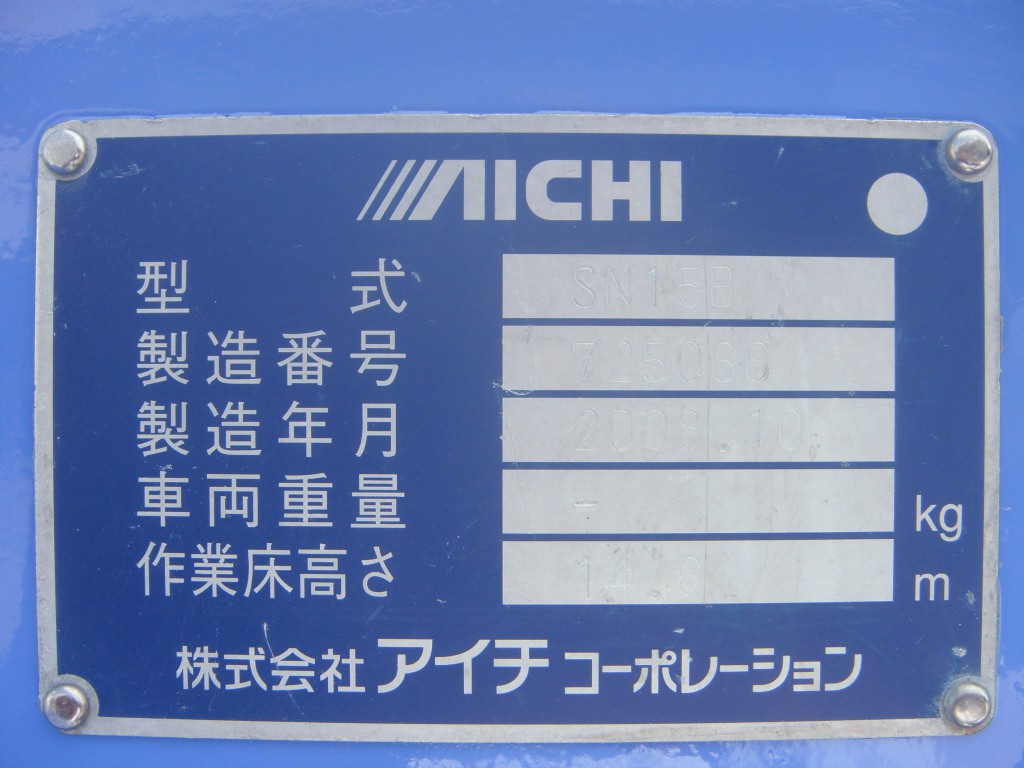 AICHI
型式 SN15B
製造番号 725066
製造年月 2008.10
車両重量 - kg
作業床高さ 14.6 m
株式会社アイチコーポレーション